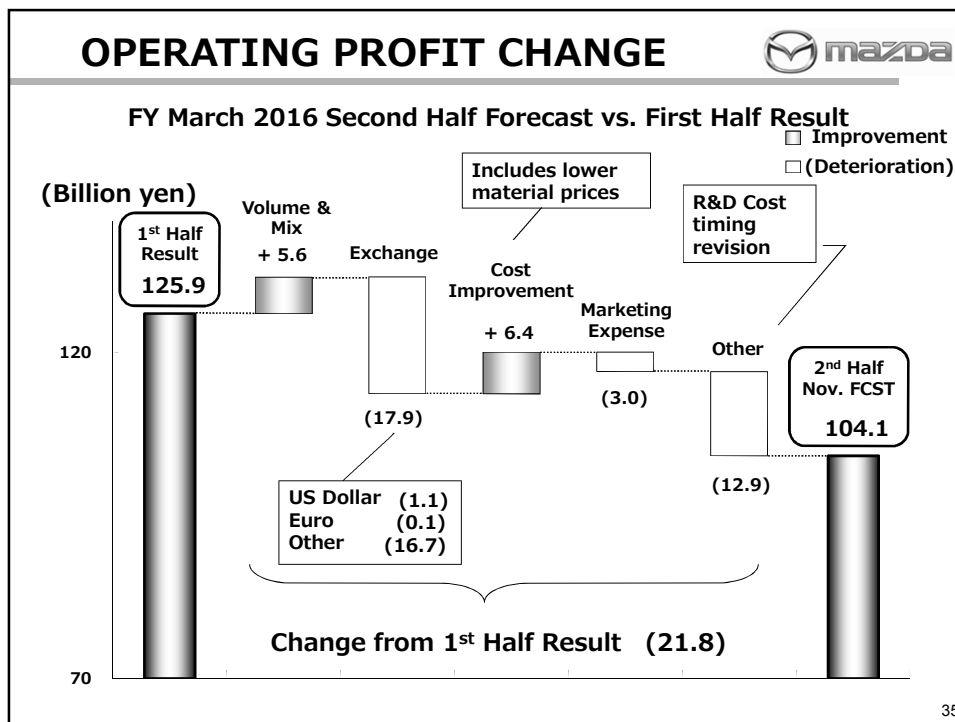 OPERATING PROFIT CHANGE
mazda
FY March 2016 Second Half Forecast vs. First Half Result
Improvement
(Deterioration)
(Billion yen)
1st Half
Result
125.9
Volume &
Mix
+ 5.6
Exchange
(17.9)
Includes lower
material prices
Cost
Improvement
+ 6.4
Marketing
Expense
(3.0)
R&D Cost
timing
revision
Other
(12.9)
2nd Half
Nov. FCST
104.1
120
US Dollar (1.1)
Euro (0.1)
Other (16.7)
Change from 1st Half Result (21.8)
70
35